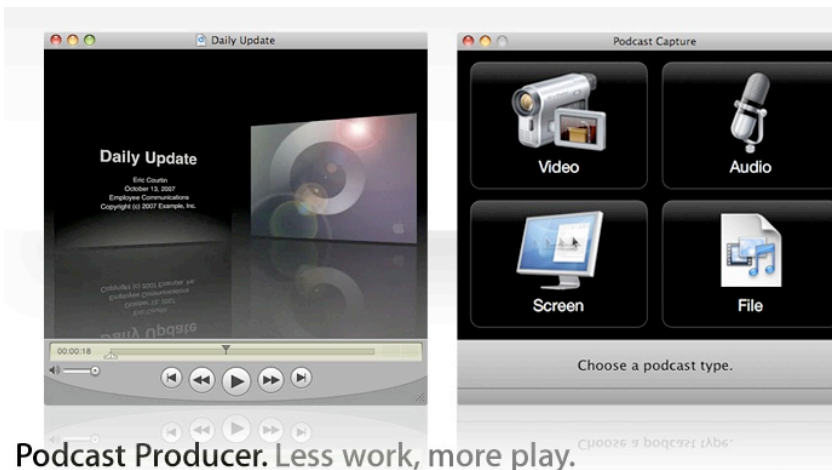 Daily Update
Daily Update
Eric Courtin
October 13, 2007
Employee Communications
Copyright (c) 2007 Example, Inc.
00:00:18
Podcast Capture
Video
Audio
Screen
File
Choose a podcast type.
Podcast Producer. Less work, more play.